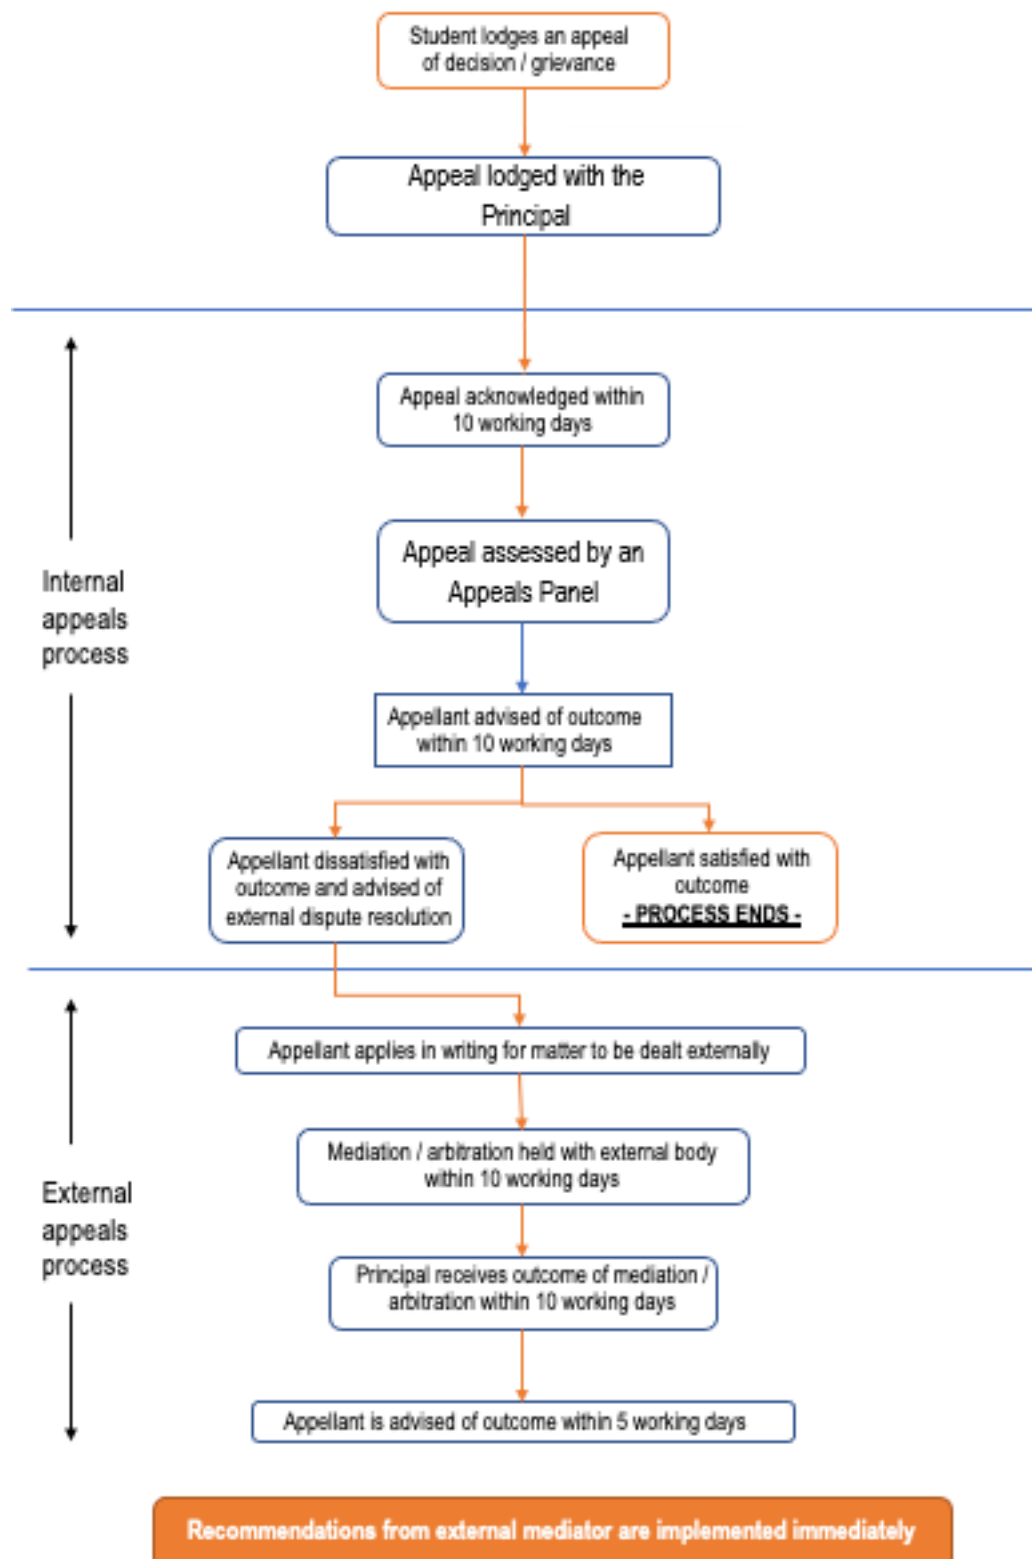 Student lodges an appeal
of decision / grievance
Appeal lodged with the
Principal
Internal
appeals
process
Appeal acknowledged within
10 working days
Appeal assessed by an
Appeals Panel
Appellant advised of outcome
within 10 working days
Appellant dissatisfied with
outcome and advised of
external dispute resolution
Appellant satisfied with
outcome
- PROCESS ENDS -
External
appeals
process
Appellant applies in writing for matter to be dealt externally
Mediation / arbitration held with external body
within 10 working days
Principal receives outcome of mediation /
arbitration within 10 working days
Appellant is advised of outcome within 5 working days
Recommendations from external mediator are implemented immediately